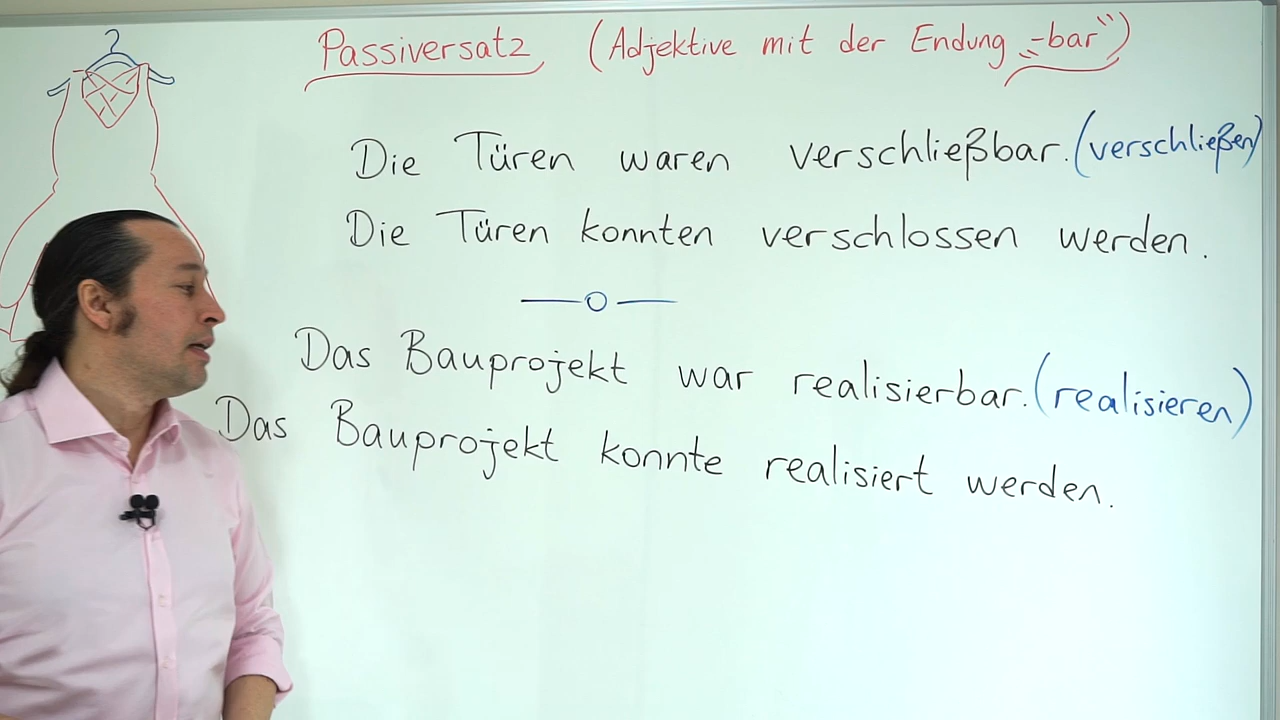 Passiversatz (Adjektive mit der Endung „-bar“)
Die Türen waren verschließbar. (verschließen)
Die Türen konnten verschlossen werden.
Das Bauprojekt war realisierbar. (realisieren)
Das Bauprojekt konnte realisiert werden.